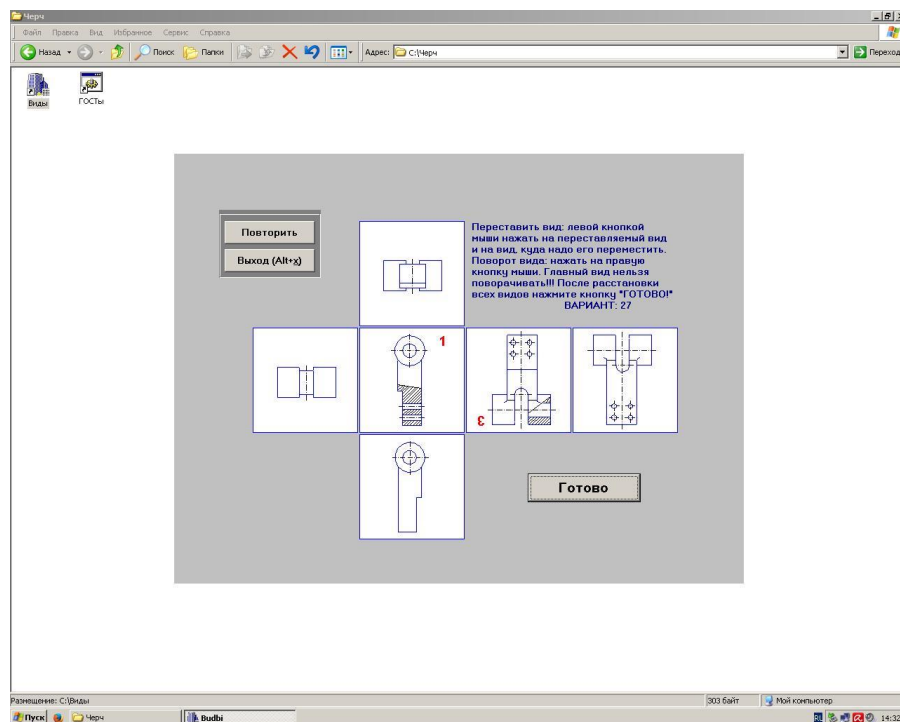 Черч
Файл Правка Вид Избранное Сервис Справка
Назад Поиск Папки Адрес: C:\Черч Переход
Виды ГОСТы
Повторить
Выход (Alt+x)
Переставить вид: левой кнопкой
мыши нажать на переставляемый вид
и на вид, куда надо его переместить.
Поворот вида: нажать на правую
кнопку мыши. Главный вид нельзя
поворачивать!!! После расстановки
всех видов нажмите кнопку "ГОТОВО!"
ВАРИАНТ: 27
1
3
Готово
Размещение: C:\Виды 303 байт Мой компьютер
Пуск Черч Budbi RL 14:32